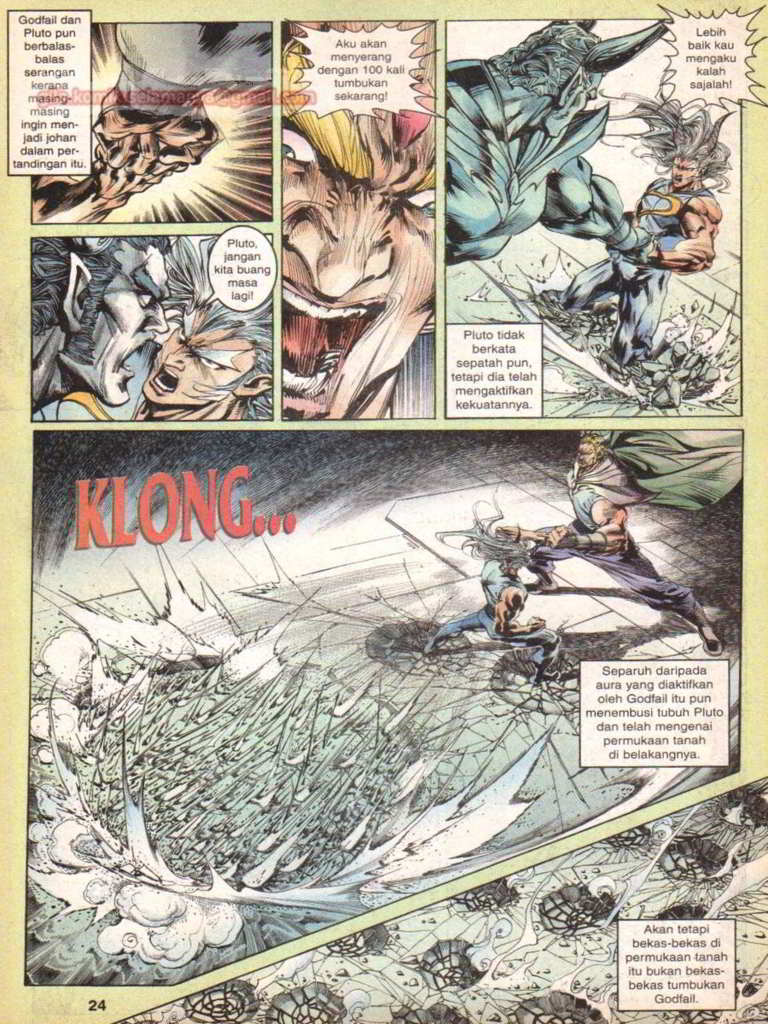 Godfail dan
Pluto pun
berbalas-
balas
serangan
kerana
masing-
masing
ingin men-
jadi johan
dalam per-
tandingan itu.
Pluto,
jangan
kita buang
masa
lagi!
Aku akan
menyerang
dengan 100 kali
tumbukan
sekarang!
Lebih
baik kau
mengaku
kalah
sajalah!
Pluto tidak
berkata
sepatah pun,
tetapi dia telah
mengaktifkan
kekuatannya.
KLONG...
Separuh daripada
aura yang diaktifkan
oleh Godfail itu pun
menembusi tubuh Pluto
dan telah mengenai
permukaan tanah
di belakangnya.
Akan tetapi
bekas-bekas di
permukaan tanah
itu bukan bekas-
bekas tumbukan
Godfail.
24